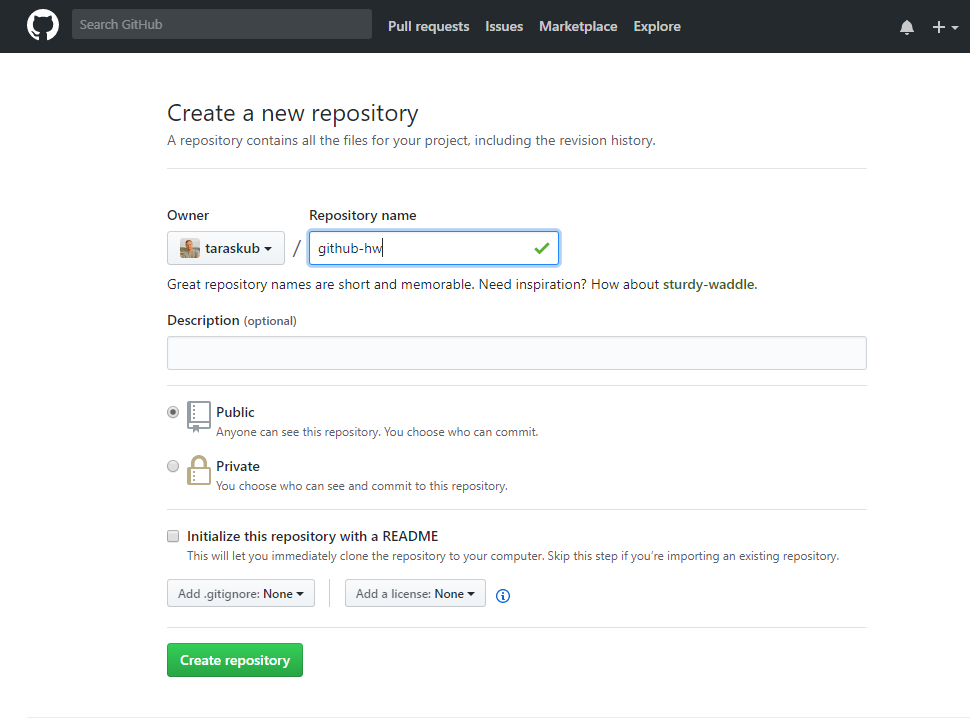 Search GitHub Pull requests Issues Marketplace Explore
Create a new repository
A repository contains all the files for your project, including the revision history.
Owner Repository name
taraskub / github-hw
Great repository names are short and memorable. Need inspiration? How about sturdy-waddle.
Description (optional)
Public
Anyone can see this repository. You choose who can commit.
Private
You choose who can see and commit to this repository.
Initialize this repository with a README
This will let you immediately clone the repository to your computer. Skip this step if you’re importing an existing repository.
Add .gitignore: None Add a license: None
Create repository